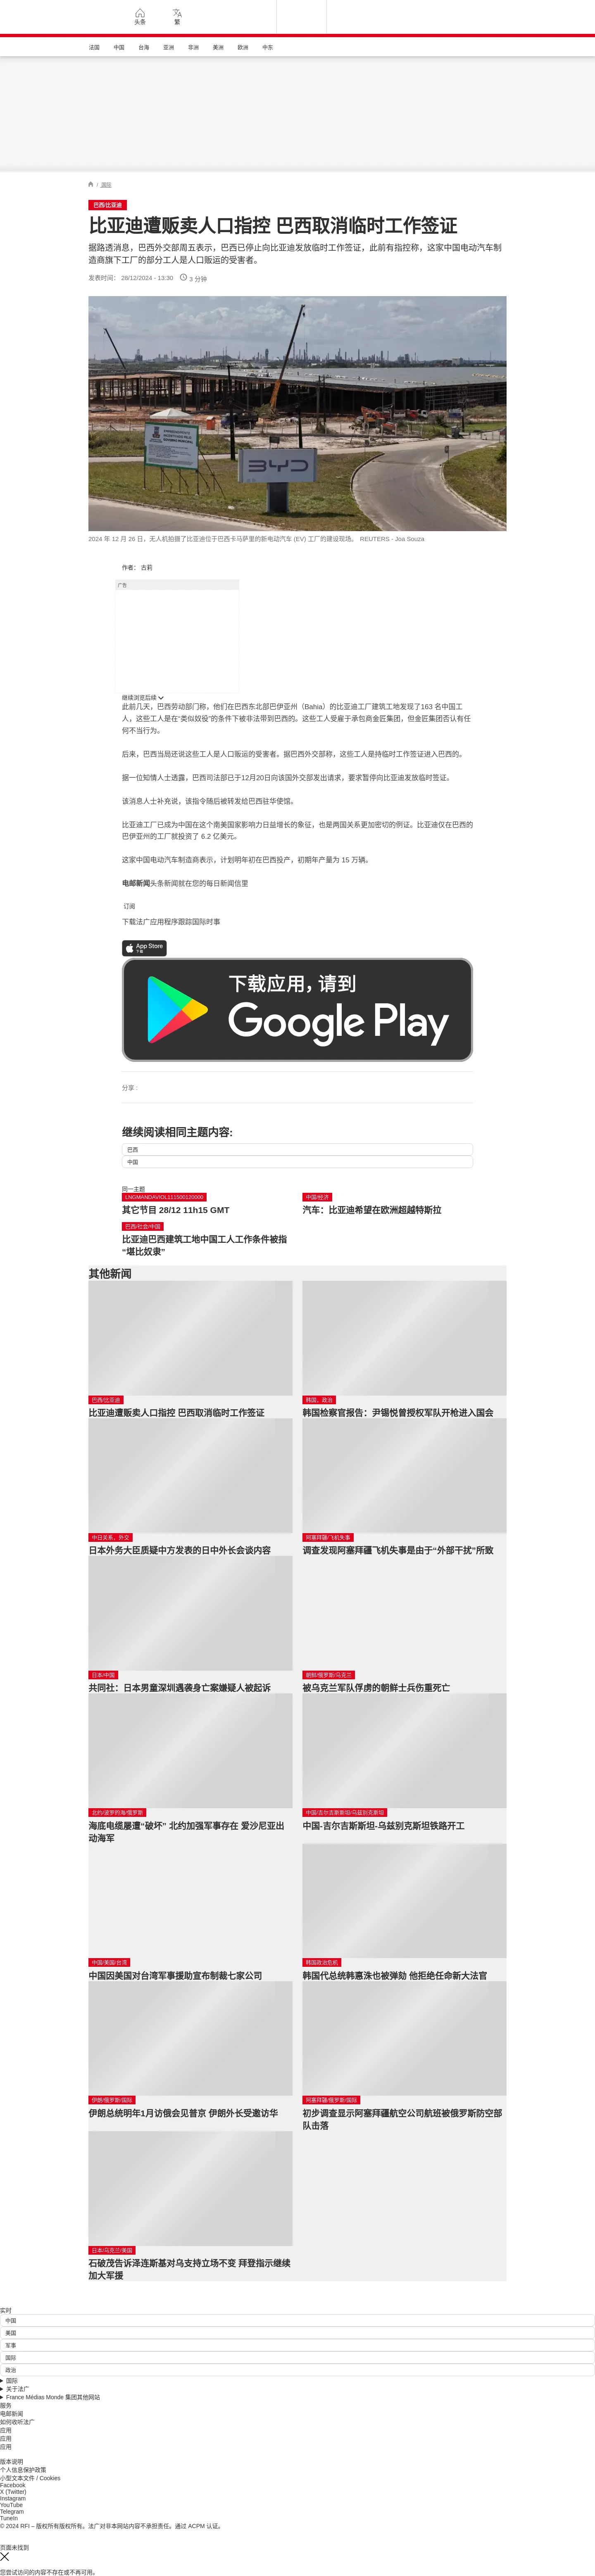 头条
繁
法国 中国 台海 亚洲 非洲 美洲 欧洲 中东
/ 国际
巴西/比亚迪
比亚迪遭贩卖人口指控 巴西取消临时工作签证
据路透消息，巴西外交部周五表示，巴西已停止向比亚迪发放临时工作签证，此前有指控称，这家中国电动汽车制
造商旗下工厂的部分工人是人口贩运的受害者。
发表时间： 28/12/2024 - 13:30 3 分钟
BYD
2024 年 12 月 26 日，无人机拍摄了比亚迪位于巴西卡马萨里的新电动汽车 (EV) 工厂的建设现场。 REUTERS - Joa Souza
作者： 古莉
广告
继续浏览后续
此前几天，巴西劳动部门称，他们在巴西东北部巴伊亚州（Bahia）的比亚迪工厂建筑工地发现了163 名中国工
人，这些工人是在“类似奴役”的条件下被非法带到巴西的。这些工人受雇于承包商金匠集团，但金匠集团否认有任
何不当行为。
后来，巴西当局还说这些工人是人口贩运的受害者。据巴西外交部称，这些工人是持临时工作签证进入巴西的。
据一位知情人士透露，巴西司法部已于12月20日向该国外交部发出请求，要求暂停向比亚迪发放临时签证。
该消息人士补充说，该指令随后被转发给巴西驻华使馆。
比亚迪工厂已成为中国在这个南美国家影响力日益增长的象征，也是两国关系更加密切的例证。比亚迪仅在巴西的
巴伊亚州的工厂就投资了 6.2 亿美元。
这家中国电动汽车制造商表示，计划明年初在巴西投产，初期年产量为 15 万辆。
电邮新闻头条新闻就在您的每日新闻信里
订阅
下载法广应用程序跟踪国际时事
App Store
下载
下载应用，请到
Google Play
分享 :
继续阅读相同主题内容:
巴西
中国
同一主题
LNGMANDAVIOL111500120000
其它节目 28/12 11h15 GMT
中国/经济
汽车：比亚迪希望在欧洲超越特斯拉
巴西/社会/中国
比亚迪巴西建筑工地中国工人工作条件被指
“堪比奴隶”
其他新闻
巴西/比亚迪
比亚迪遭贩卖人口指控 巴西取消临时工作签证
韩国，政治
韩国检察官报告：尹锡悦曾授权军队开枪进入国会
中日关系，外交
日本外务大臣质疑中方发表的日中外长会谈内容
阿塞拜疆/飞机失事
调查发现阿塞拜疆飞机失事是由于“外部干扰”所致
日本/中国
共同社：日本男童深圳遇袭身亡案嫌疑人被起诉
朝鲜/俄罗斯/乌克兰
被乌克兰军队俘虏的朝鲜士兵伤重死亡
北约/波罗的海/俄罗斯
海底电缆屡遭“破坏” 北约加强军事存在 爱沙尼亚出
动海军
中国/吉尔吉斯斯坦/乌兹别克斯坦
中国-吉尔吉斯斯坦-乌兹别克斯坦铁路开工
中国/美国/台湾
中国因美国对台湾军事援助宣布制裁七家公司
韩国政治危机
韩国代总统韩悳洙也被弹劾 他拒绝任命新大法官
伊朗/俄罗斯/国际
伊朗总统明年1月访俄会见普京 伊朗外长受邀访华
阿塞拜疆/俄罗斯/国际
初步调查显示阿塞拜疆航空公司航班被俄罗斯防空部
队击落
日本/乌克兰/美国
石破茂告诉泽连斯基对乌支持立场不变 拜登指示继续
加大军援
实时
中国
美国
军事
国际
政治
国际
关于法广
France Médias Monde 集团其他网站
服务
电邮新闻
如何收听法广
应用
应用
应用
版本说明
个人信息保护政策
小型文本文件 / Cookies
Facebook
X (Twitter)
Instagram
YouTube
Telegram
TuneIn
© 2024 RFI – 版权所有版权所有。法广对非本网站内容不承担责任。通过 ACPM 认证。
页面未找到
您尝试访问的内容不存在或不再可用。